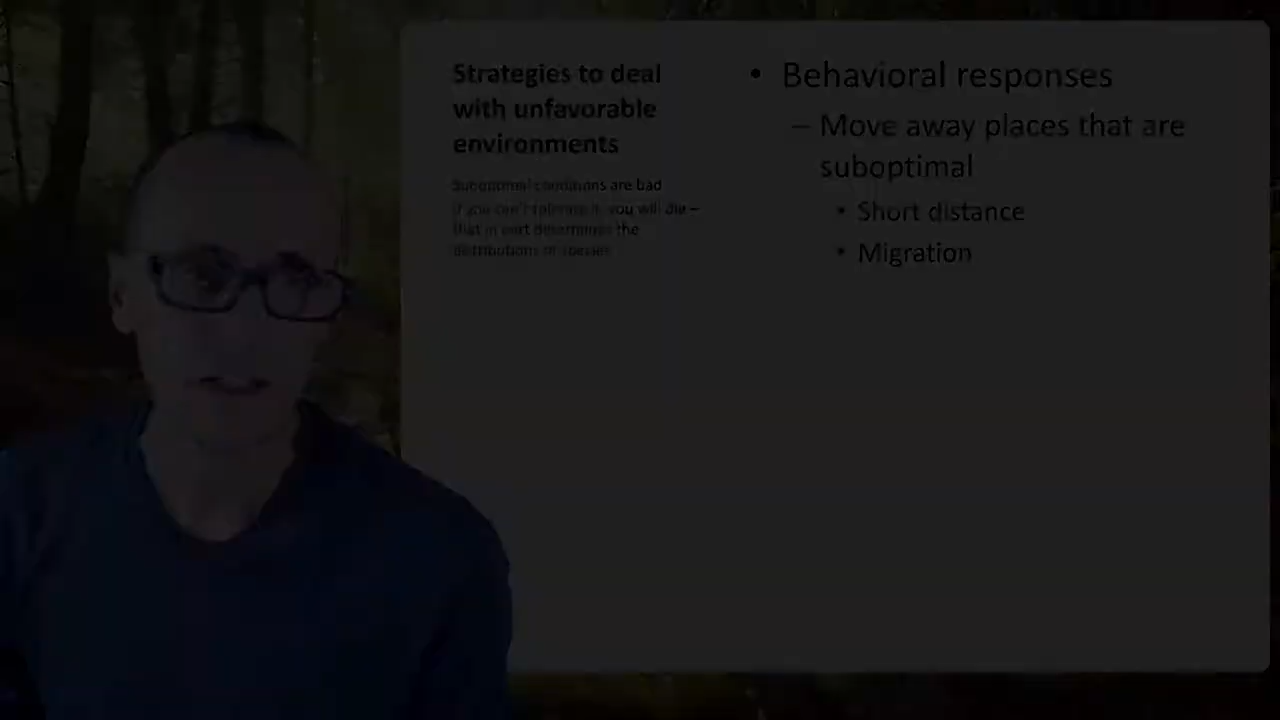 Strategies to deal
with unfavorable
environments
Suboptimal conditions are bad
If you can't tolerate it, you will die –
that in part determines the
distributions of species
• Behavioral responses
– Move away places that are
suboptimal
• Short distance
• Migration